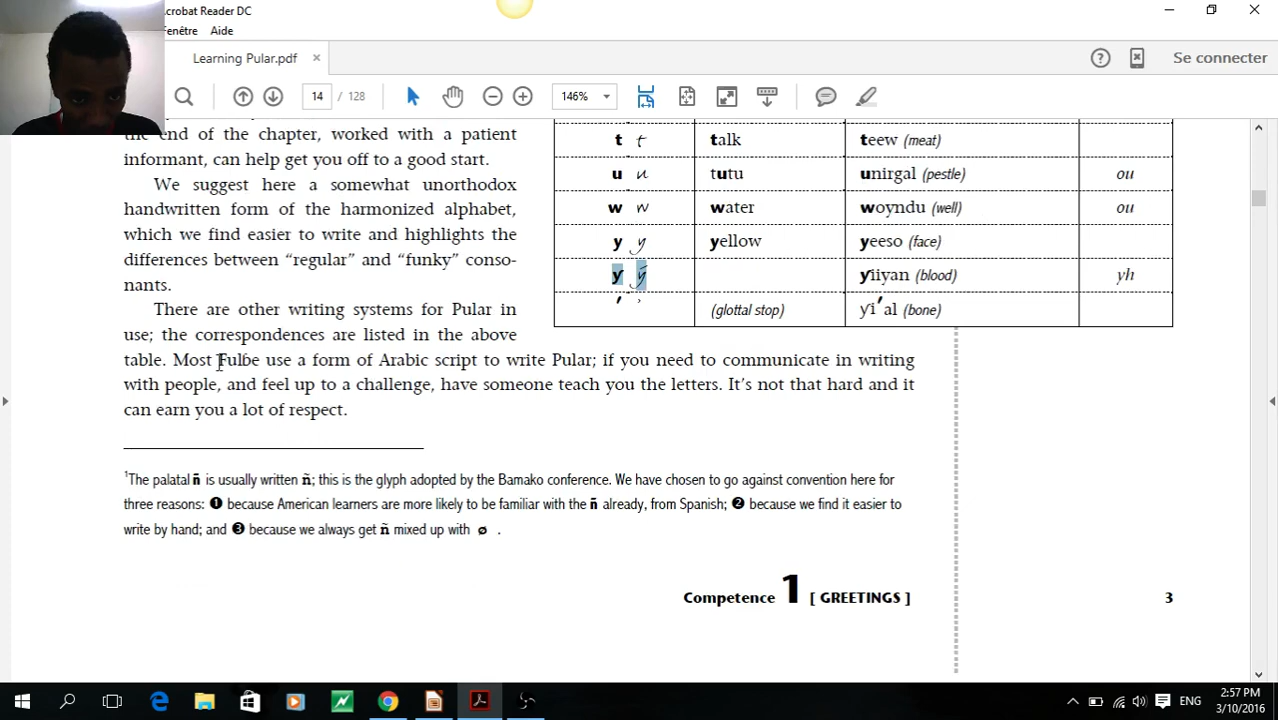 crobat Reader DC
enêtre Aide
Learning Pular.pdf ×
Se connecter
14 / 128
146%
the end of the chapter, worked with a patient
informant, can help get you off to a good start.
We suggest here a somewhat unorthodox
handwritten form of the harmonized alphabet,
which we find easier to write and highlights the
differences between “regular” and “funky” conso-
nants.
There are other writing systems for Pular in
use; the correspondences are listed in the above
table. Most Fulɓe use a form of Arabic script to write Pular; if you need to communicate in writing
with people, and feel up to a challenge, have someone teach you the letters. It’s not that hard and it
can earn you a lot of respect.
t t talk teew (meat)
u u tutu unirgal (pestle)
w w water woyndu (well) ou
y y yellow yeeso (face)
ƴ ƴ ƴiiyan (blood) yh
' ' (glottal stop) ƴi'al (bone)
1The palatal ñ is usually written ñ; this is the glyph adopted by the Bamako conference. We have chosen to go against convention here for
three reasons: ❶ because American learners are more likely to be familiar with the ñ already, from Spanish; ❷ because we find it easier to
write by hand; and ❸ because we always get ñ mixed up with ø .
Competence 1 [ GREETINGS ]
3
ENG
2:57 PM
3/10/2016